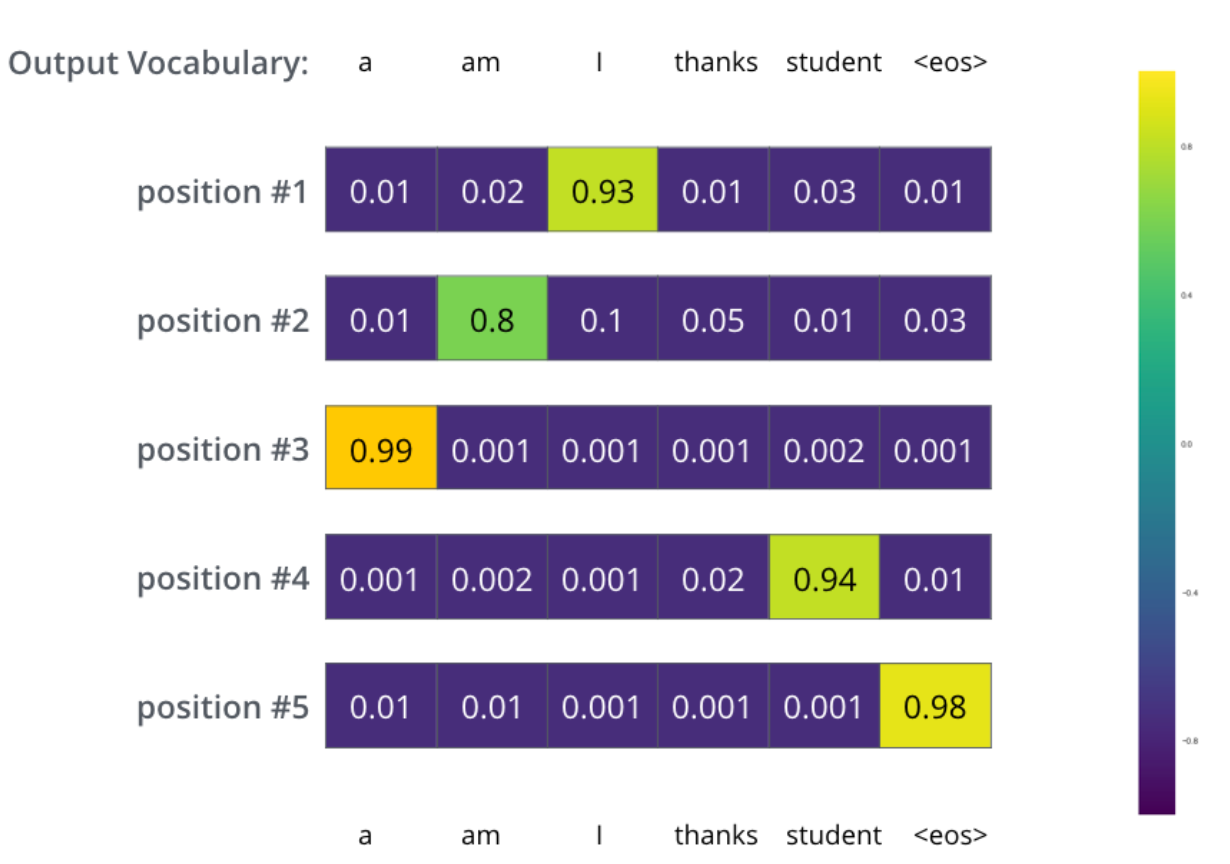 Output Vocabulary: a am I thanks student <eos>
position #1 0.01 0.02 0.93 0.01 0.03 0.01
0.8
position #2 0.01 0.8 0.1 0.05 0.01 0.03
0.4
position #3 0.99 0.001 0.001 0.001 0.002 0.001
0.0
position #4 0.001 0.002 0.001 0.02 0.94 0.01
−0.4
position #5 0.01 0.01 0.001 0.001 0.001 0.98
−0.8
a am I thanks student <eos>